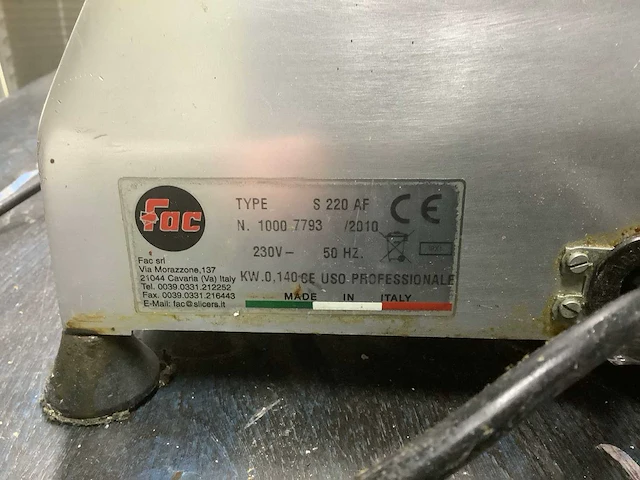 Fac
TYPE S 220 AF
N. 1000 7793 /2010
230V~ 50 HZ.
KW.0,140 CE USO PROFESSIONALE
MADE IN ITALY
CE
Fac srl
Via Morazzone,137
21044 Cavaria (Va) Italy
Tel. 0039.0331.212252
Fax. 0039.0331.216443
E-Mail: fac@slicers.it